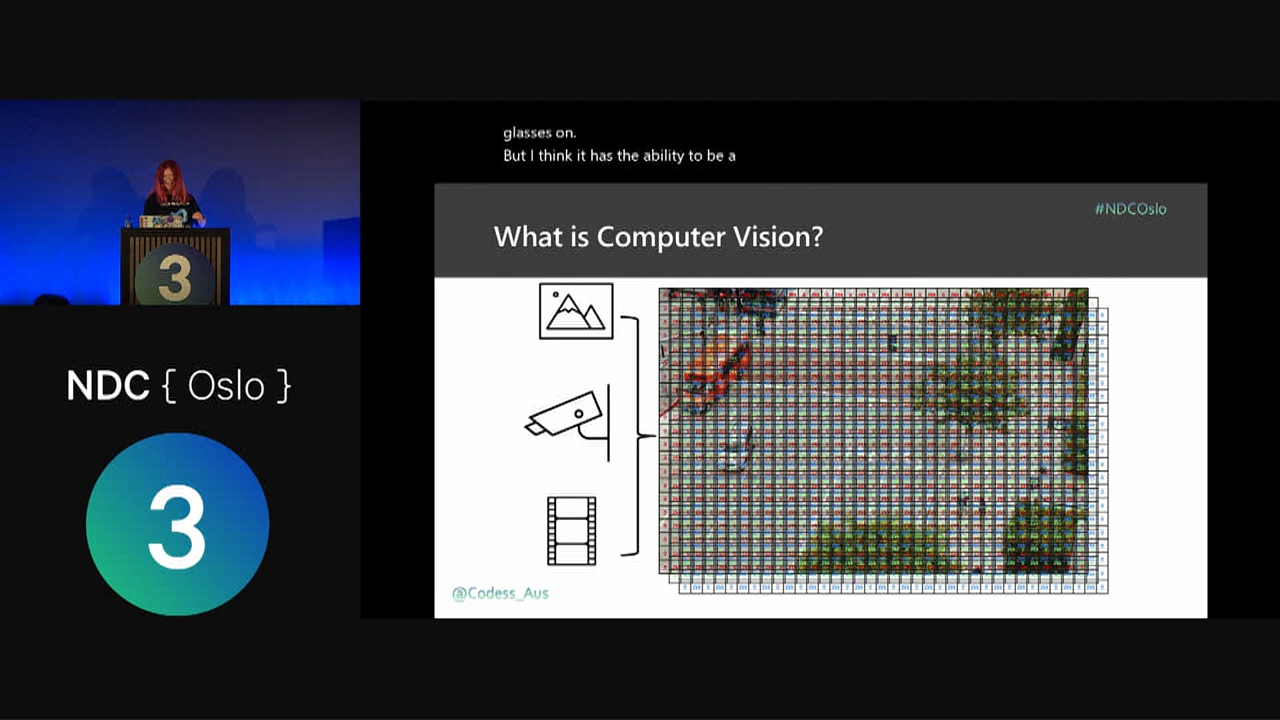 glasses on.
But I think it has the ability to be a
#NDCOslo
What is Computer Vision?
3
NDC { Oslo }
3
@Codess_Aus